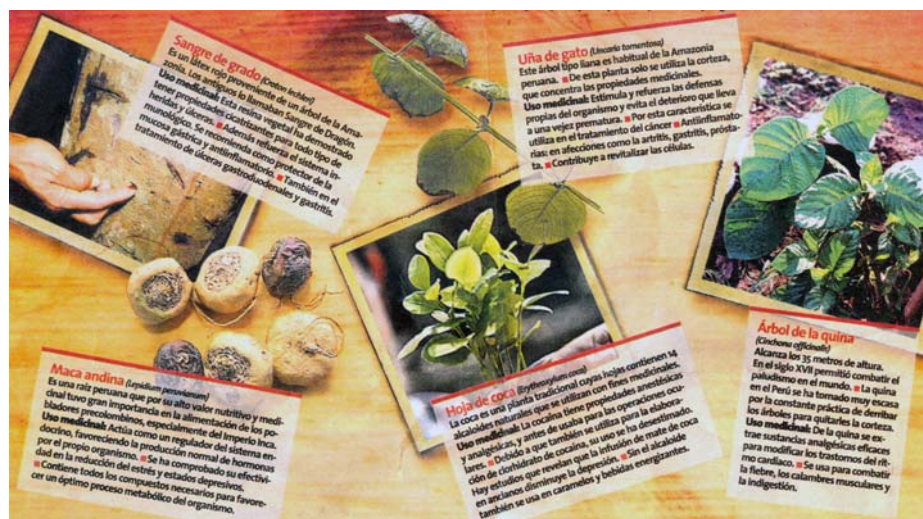 Sangre de grado (Croton lechleri)
Es un látex rojo proveniente de un árbol de la Ama-
zonía. Los antiguos lo llamaban Sangre de Dragón.
Uso medicinal: Esta resina vegetal ha demostrado
tener propiedades cicatrizantes para todo tipo de
heridas y úlceras. ■ Además refuerza el sistema in-
munológico. Se recomienda como protector de la
mucosa gástrica y antiinflamatorio. ■ También en el
tratamiento de úlceras gastroduodenales y gastritis.
Uña de gato (Uncaria tomentosa)
Este árbol tipo liana es habitual de la Amazonia
peruana. ■ De esta planta solo se utiliza la corteza,
que concentra las propiedades medicinales.
Uso medicinal: Estimula y refuerza las defensas
propias del organismo y evita el deterioro que lleva
a una vejez prematura. ■ Por esta característica se
utiliza en el tratamiento del cáncer ■ Antiinflamato-
rias: en afecciones como la artritis, gastritis, prósta-
ta. ■ Contribuye a revitalizar las células.
Maca andina (Lepidium peruvianum)
Es una raíz peruana que por su alto valor nutritivo y medi-
cinal tuvo gran importancia en la alimentación de los po-
bladores precolombinos, especialmente del Imperio Inca.
Uso medicinal: Actúa como un regulador del sistema en-
docrino, favoreciendo la producción normal de hormonas
por el propio organismo. ■ Se ha comprobado su efectivi-
dad en la reducción del estrés y estados depresivos.
■ Contiene todos los compuestos necesarios para favore-
cer un óptimo proceso metabólico del organismo.
Hoja de coca (Erythroxylum coca)
La coca es una planta tradicional cuyas hojas contienen 14
alcaloides naturales que se utilizan con fines medicinales.
Uso medicinal: La cocaína tiene propiedades anestésicas
y analgésicas, y antes de usaba para las operaciones ocu-
lares. ■ Debido a que también se utiliza para la elabora-
ción de clorhidrato de cocaína, su uso se ha desestimado.
Hay estudios que revelan que la infusión de mate de coca
en ancianos disminuye la depresión. ■ Sin el alcaloide
también se usa en caramelos y bebidas energizantes.
Árbol de la quina
(Cinchona officinalis)
Alcanza los 35 metros de altura.
En el siglo XVII permitió combatir el
paludismo en el mundo. ■ La quina
en el Perú se ha tornado muy escasa
por la constante práctica de derribar
los árboles para quitarles la corteza.
Uso medicinal: De la quina se ex-
trae sustancias analgésicas eficaces
para modificar los trastornos del rit-
mo cardíaco. ■ Se usa para combatir
la fiebre, los calambres musculares y
la indigestión.